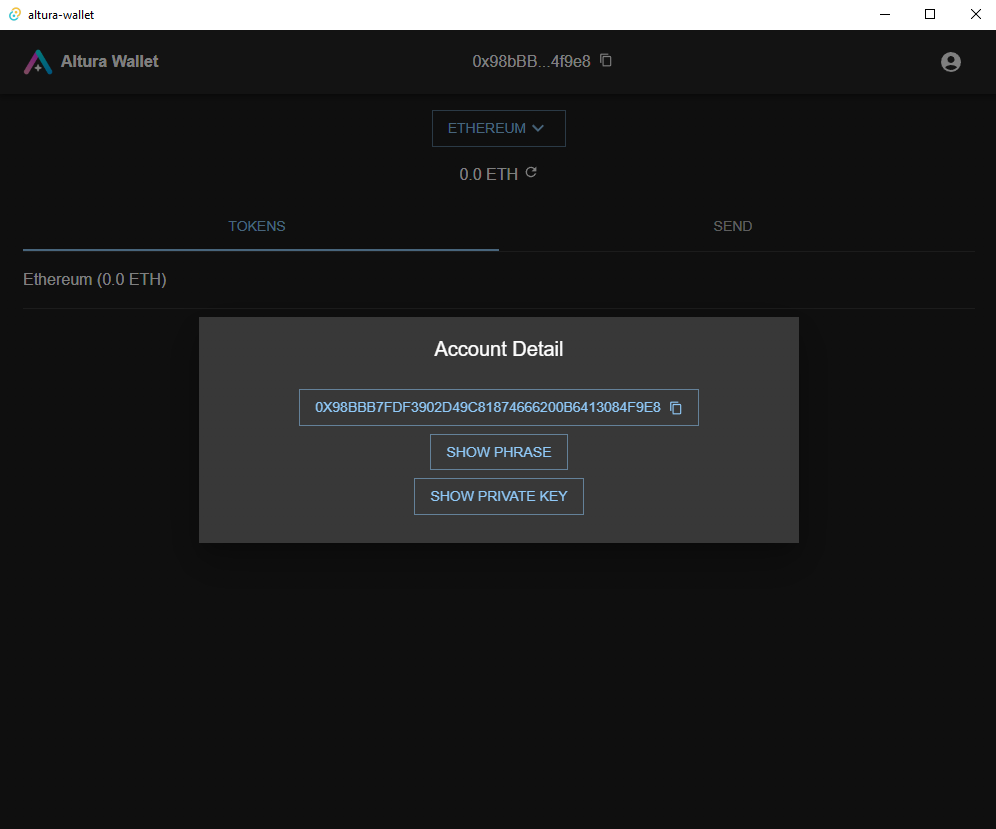 altura-wallet
Altura Wallet
0x98bBB...4f9e8
ETHEREUM
0.0 ETH
TOKENS
SEND
Ethereum (0.0 ETH)
Account Detail
0X98BBB7FDF3902D49C81874666200B6413084F9E8
SHOW PHRASE
SHOW PRIVATE KEY